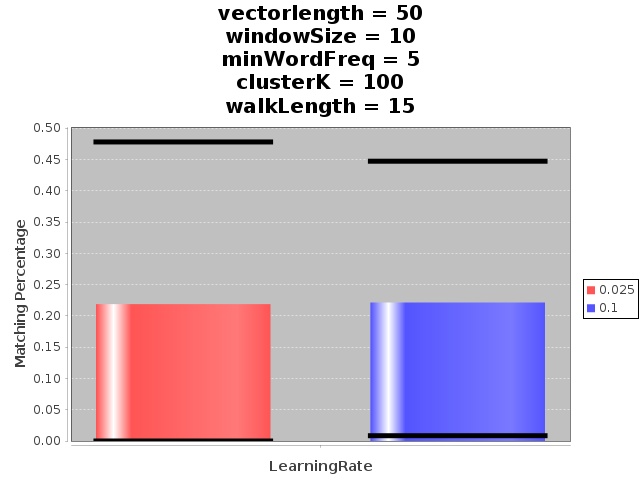 vectorlength = 50
windowSize = 10
minWordFreq = 5
clusterK = 100
walkLength = 15
Matching Percentage
0.50
0.45
0.40
0.35
0.30
0.25
0.20
0.15
0.10
0.05
0.00
LearningRate
0.025
0.1